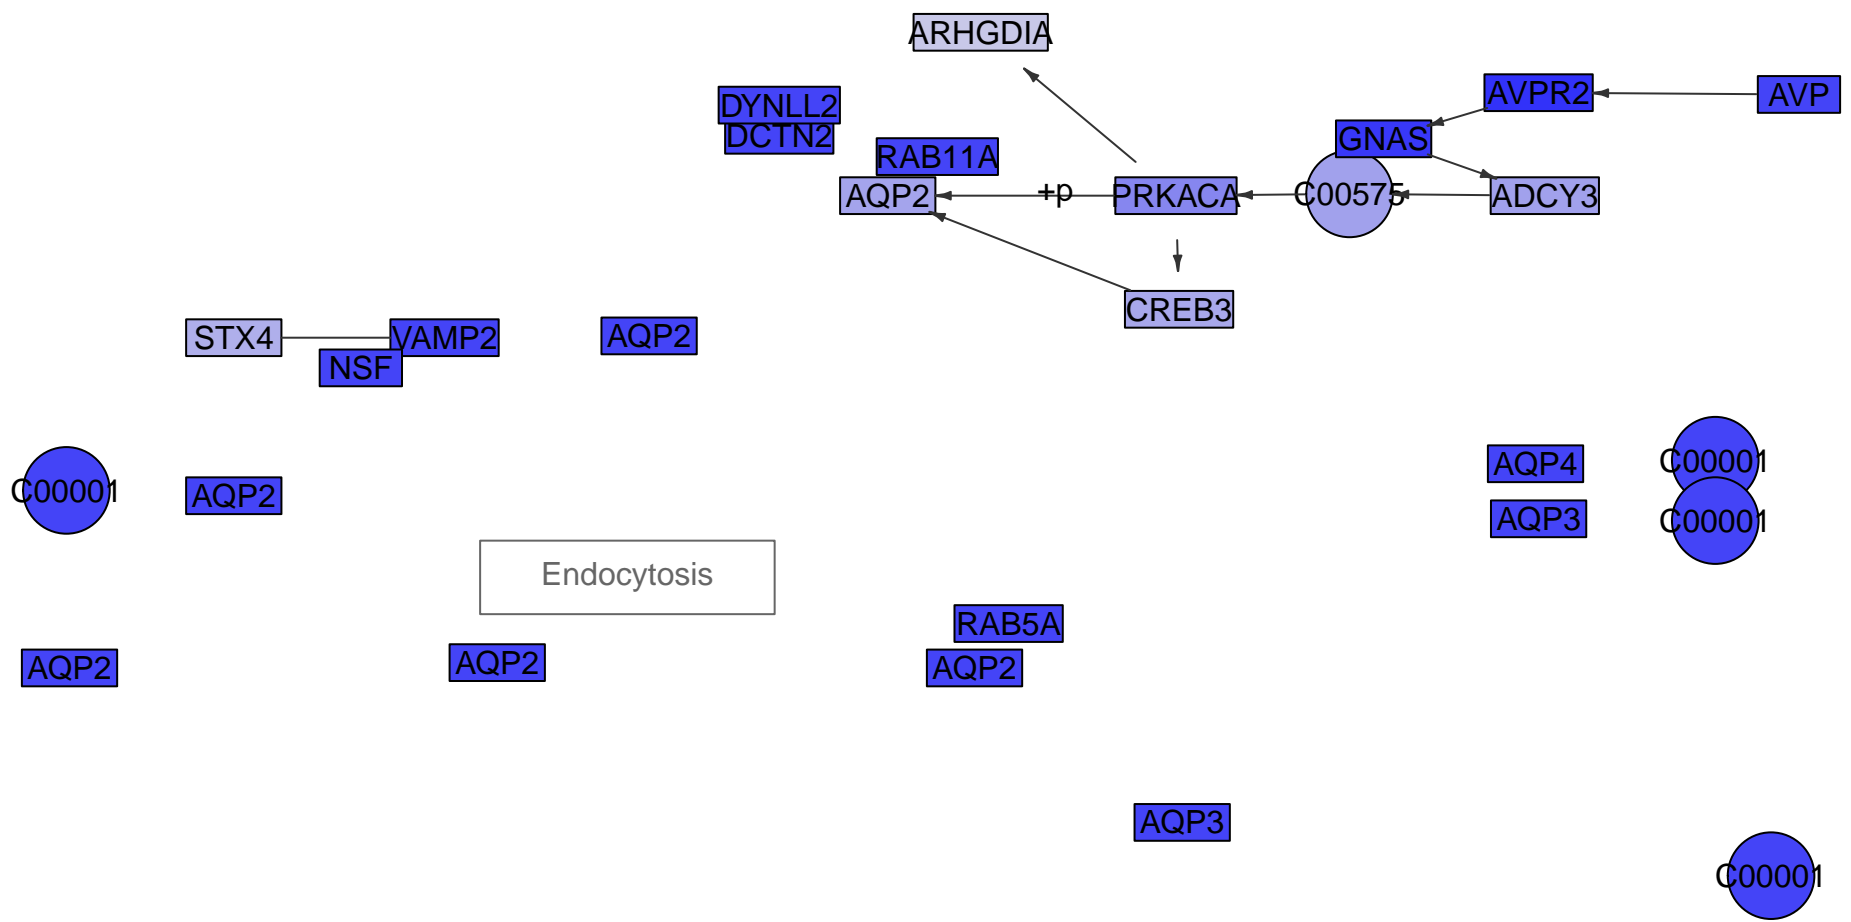 ARHGDIA
DYNLL2
AVPR2
AVP
DCTN2
GNAS
RAB11A
AQP2
+p
PRKACA
C00575
ADCY3
CREB3
STX4
VAMP2
AQP2
NSF
C00001
AQP2
AQP4
C00001
AQP3
C00001
Endocytosis
RAB5A
AQP2
AQP2
AQP2
AQP3
C00001